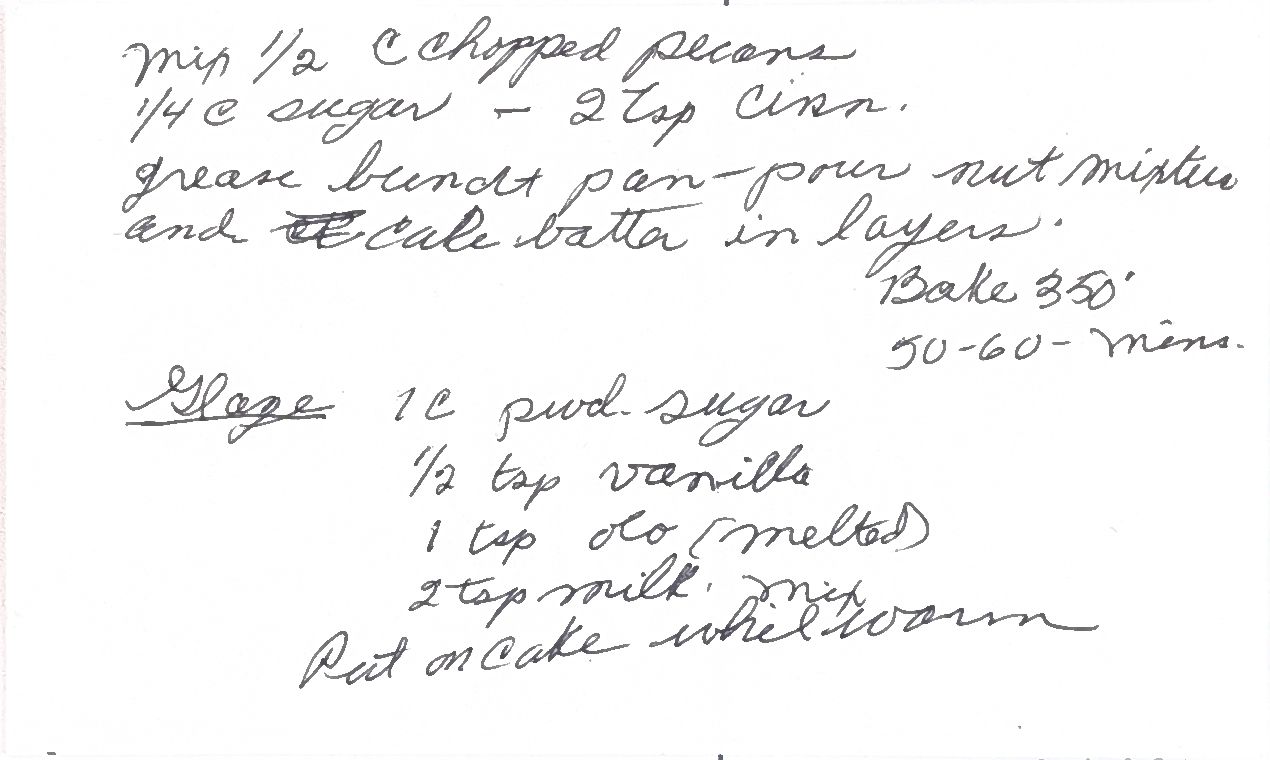 Mix 1/2 C chopped pecans
1/4 C sugar - 2 tsp Cinn.
grease bundt pan - pour nut mixture
and cake batter in layers.
Bake 350°
50-60- mins.
Glaze 1 C pwd. sugar
1/2 tsp vanilla
1 tsp olo (melted)
2 tsp milk. mix
Put on cake whil warm